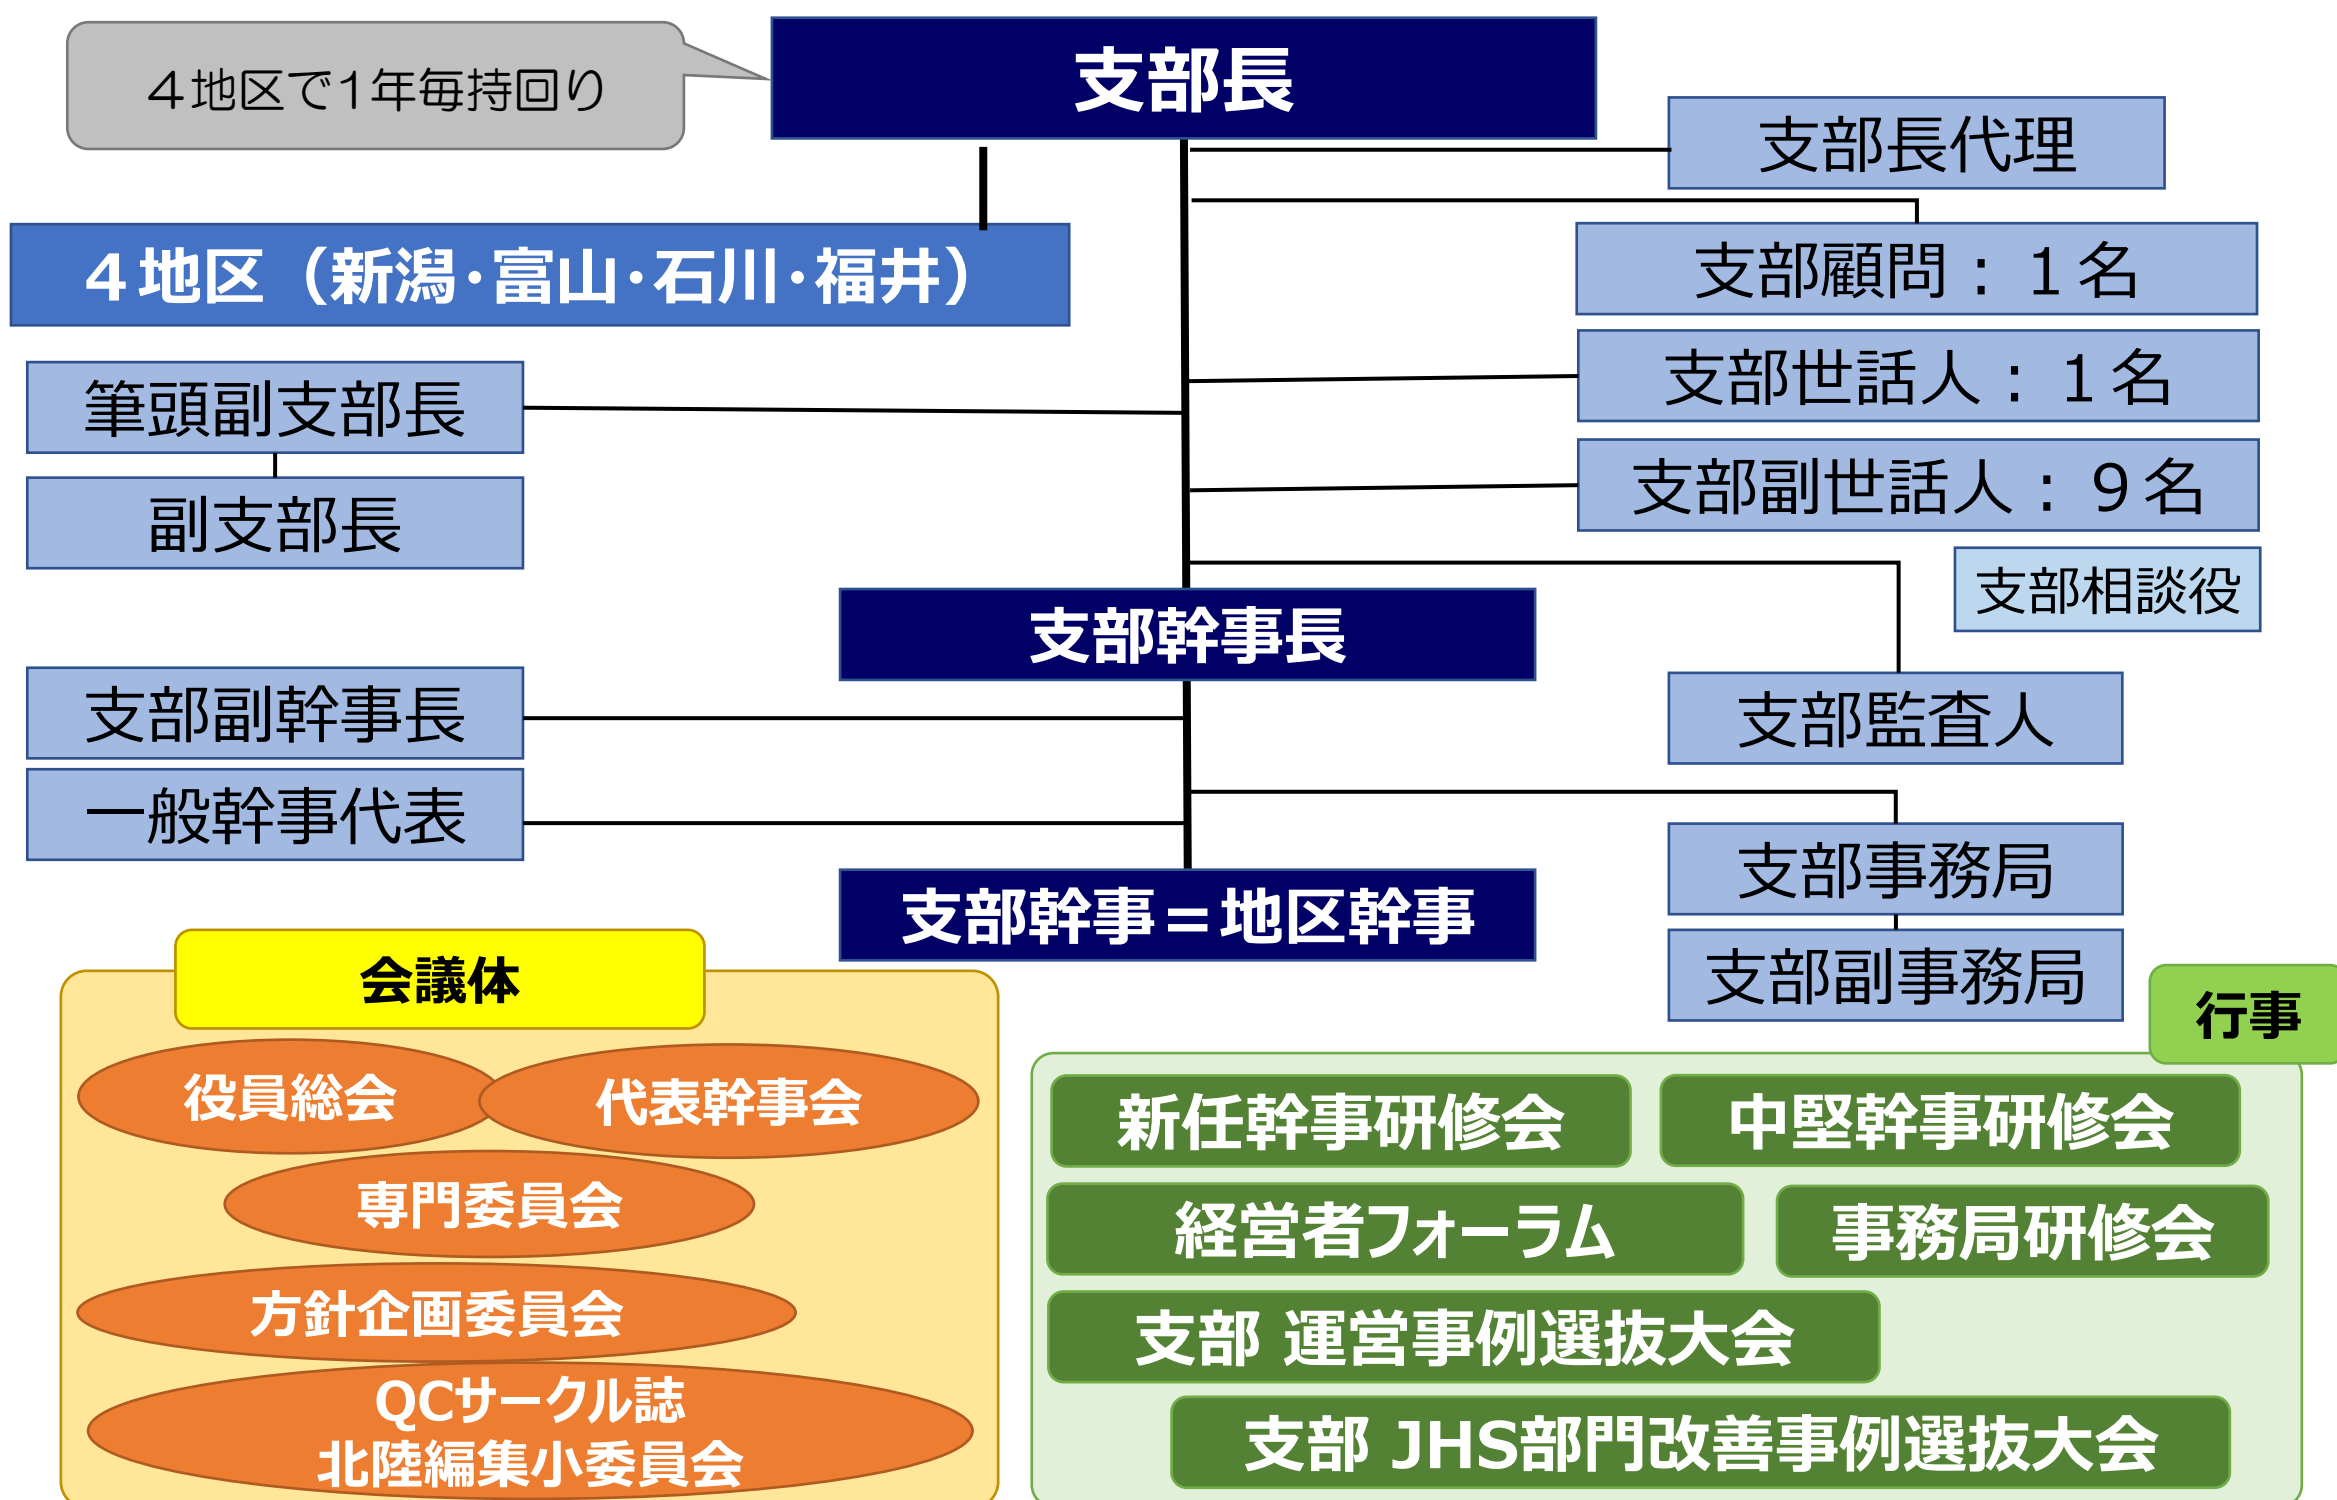 ４地区で１年毎持回り
支部長
支部長代理
４地区（新潟･富山･石川･福井）
支部顧問：１名
支部世話人：１名
筆頭副支部長
支部副世話人：９名
副支部長
支部相談役
支部幹事長
支部副幹事長
支部監査人
一般幹事代表
支部事務局
支部幹事＝地区幹事
支部副事務局
会議体
役員総会
代表幹事会
専門委員会
方針企画委員会
QCサークル誌
北陸編集小委員会
行事
新任幹事研修会
中堅幹事研修会
経営者フォーラム
事務局研修会
支部 運営事例選抜大会
支部 JHS部門改善事例選抜大会